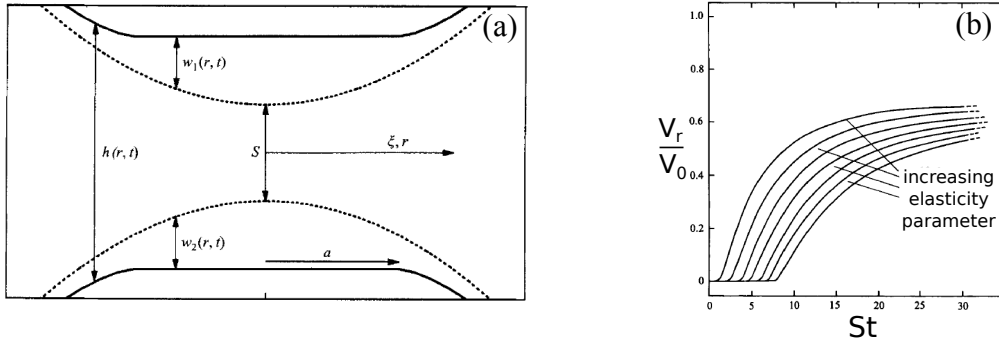 (a)
w₁(r, t)
h(r, t)
S
ξ, r
w₂(r, t)
a
(b)
1.0
0.8
0.6
0.4
0.2
0
V_r
V_0
increasing
elasticity
parameter
0 5 10 15 20 25 30
St